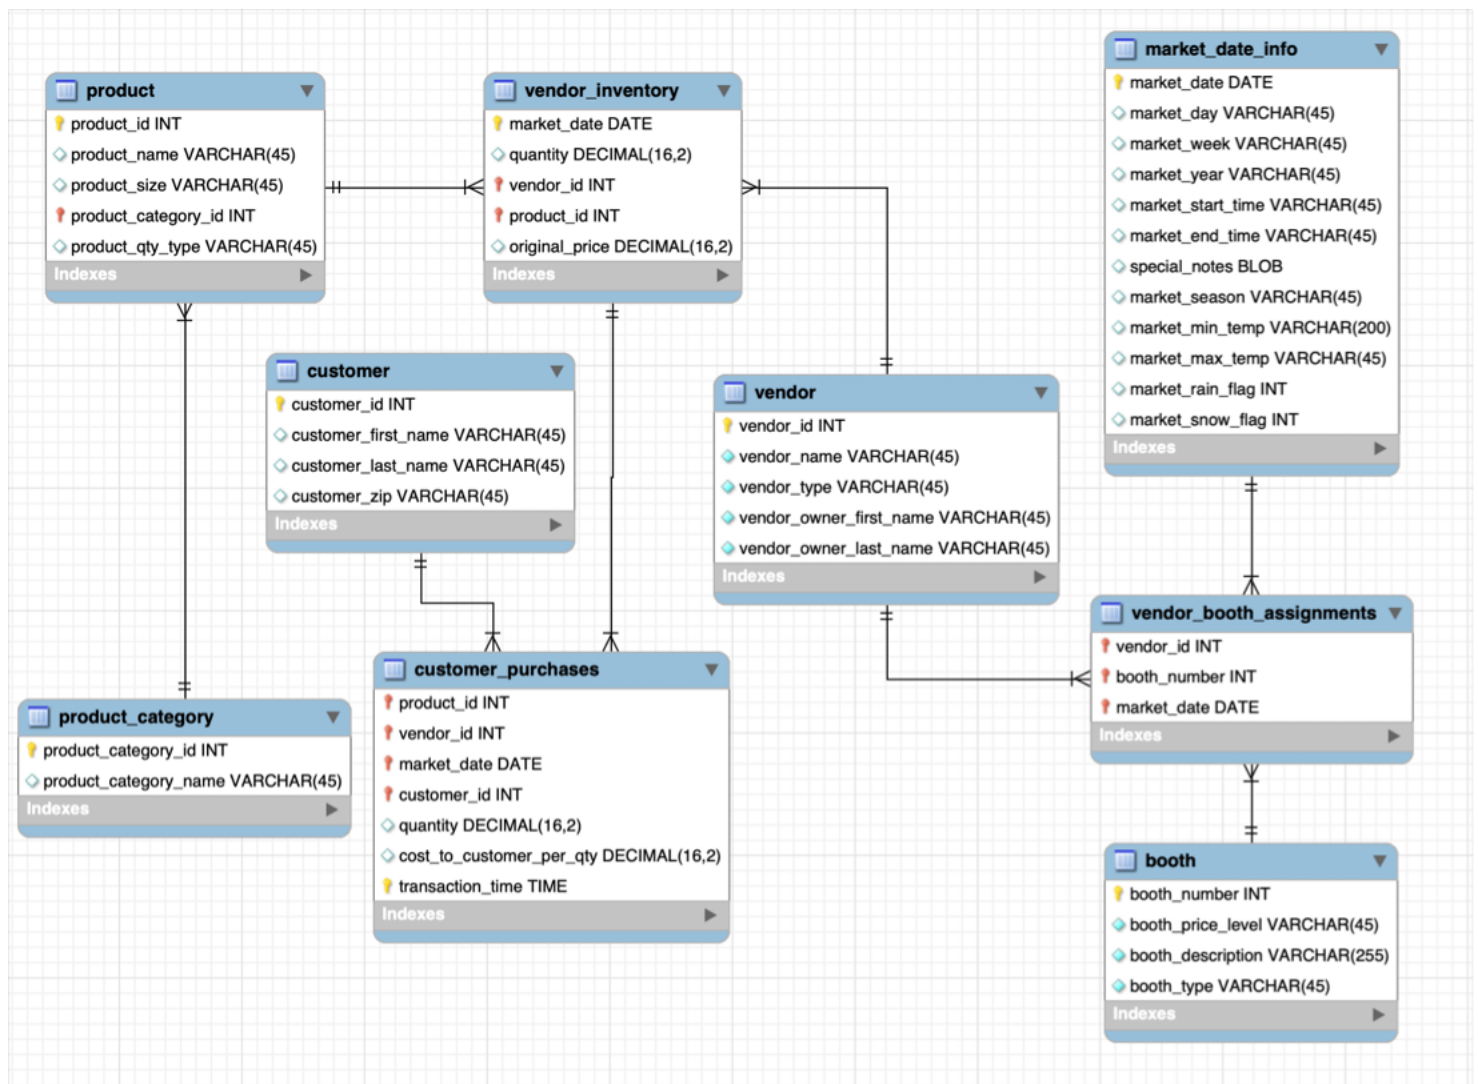 product
product_id INT
product_name VARCHAR(45)
product_size VARCHAR(45)
product_category_id INT
product_qty_type VARCHAR(45)
Indexes
vendor_inventory
market_date DATE
quantity DECIMAL(16,2)
vendor_id INT
product_id INT
original_price DECIMAL(16,2)
Indexes
market_date_info
market_date DATE
market_day VARCHAR(45)
market_week VARCHAR(45)
market_year VARCHAR(45)
market_start_time VARCHAR(45)
market_end_time VARCHAR(45)
special_notes BLOB
market_season VARCHAR(45)
market_min_temp VARCHAR(200)
market_max_temp VARCHAR(45)
market_rain_flag INT
market_snow_flag INT
Indexes
customer
customer_id INT
customer_first_name VARCHAR(45)
customer_last_name VARCHAR(45)
customer_zip VARCHAR(45)
Indexes
vendor
vendor_id INT
vendor_name VARCHAR(45)
vendor_type VARCHAR(45)
vendor_owner_first_name VARCHAR(45)
vendor_owner_last_name VARCHAR(45)
Indexes
product_category
product_category_id INT
product_category_name VARCHAR(45)
Indexes
customer_purchases
product_id INT
vendor_id INT
market_date DATE
customer_id INT
quantity DECIMAL(16,2)
cost_to_customer_per_qty DECIMAL(16,2)
transaction_time TIME
Indexes
vendor_booth_assignments
vendor_id INT
booth_number INT
market_date DATE
Indexes
booth
booth_number INT
booth_price_level VARCHAR(45)
booth_description VARCHAR(255)
booth_type VARCHAR(45)
Indexes